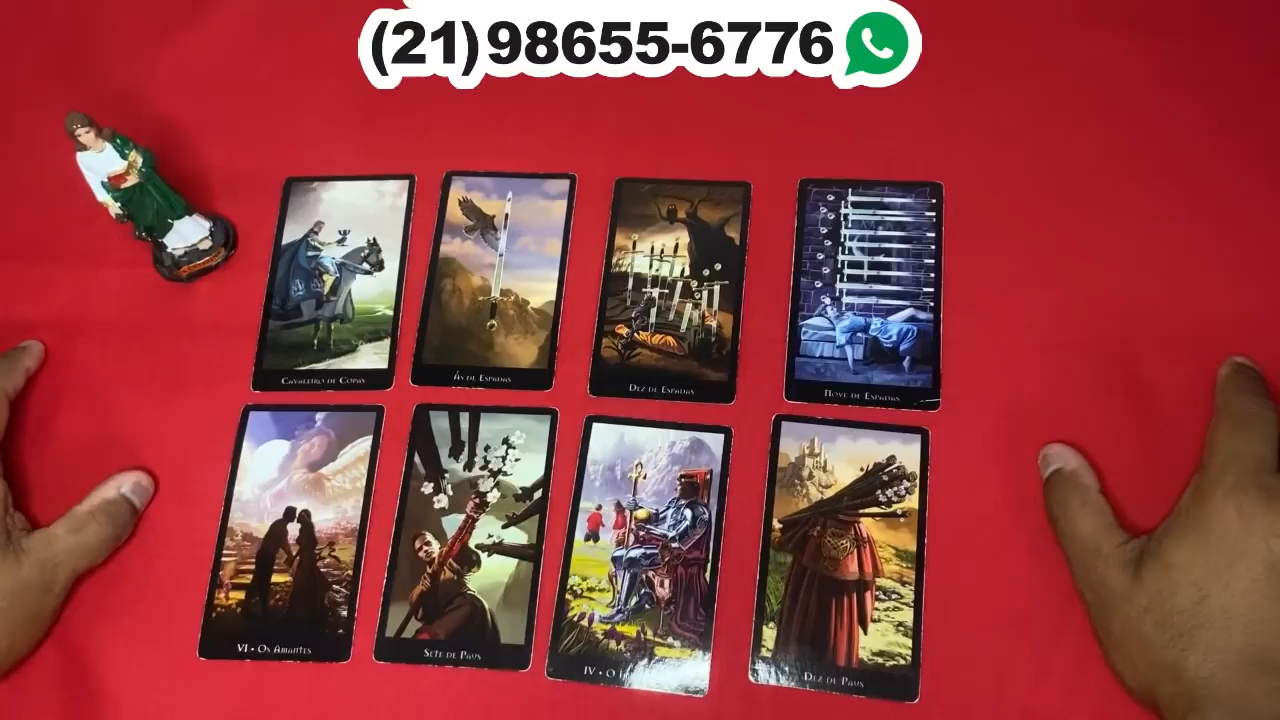 (21)98655-6776
CAVALEIRO DE COPAS
ÁS DE ESPADAS
DEZ DE ESPADAS
NOVE DE ESPADAS
VI • OS AMANTES
SETE DE PAUS
IV • O
DEZ DE PAUS